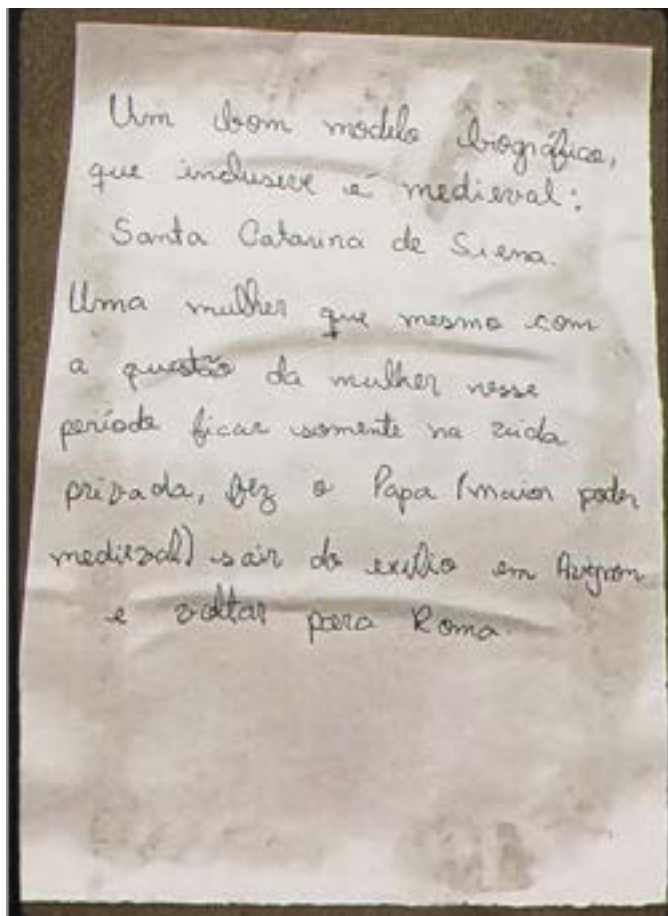 Um bom modelo biográfico,
que inclusive é medieval:
Santa Catarina de Siena.
Uma mulher que mesmo com
a questão da mulher nesse
período ficar somente na vida
privada, fez o Papa (maior poder
medieval) sair do exílio em Avignon
e voltar para Roma.